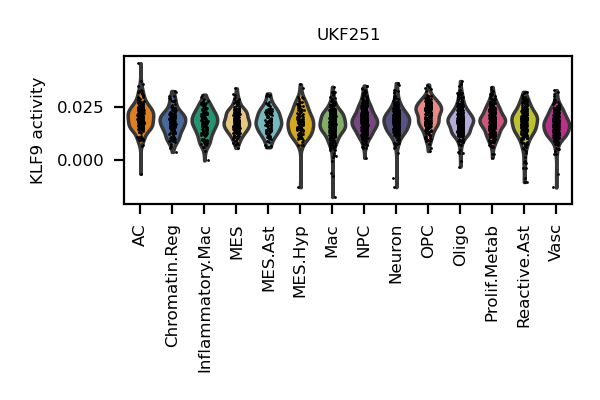 UKF251
KLF9 activity
0.025
0.000
AC
Chromatin.Reg
Inflammatory.Mac
MES
MES.Ast
MES.Hyp
Mac
NPC
Neuron
OPC
Oligo
Prolif.Metab
Reactive.Ast
Vasc